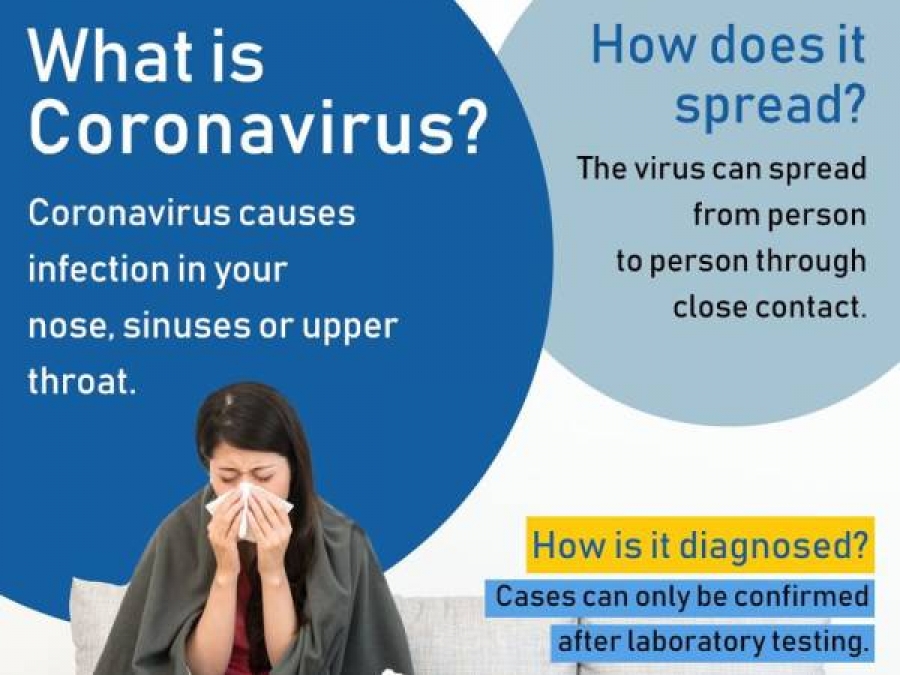 What is
Coronavirus?
Coronavirus causes
infection in your
nose, sinuses or upper
throat.
How does it
spread?
The virus can spread
from person
to person through
close contact.
How is it diagnosed?
Cases can only be confirmed
after laboratory testing.